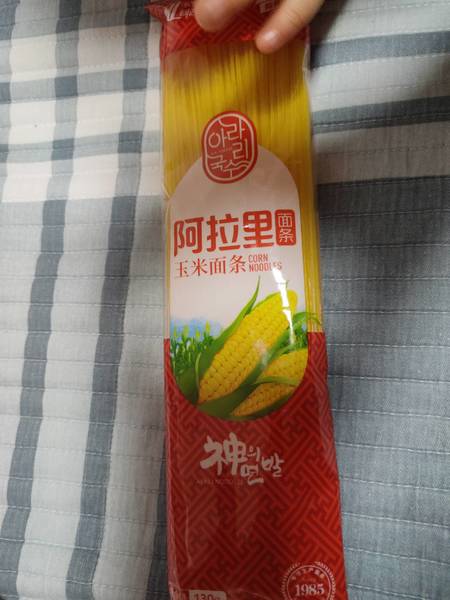 아라리
국수
阿拉里
面条
玉米面条
CORN
NOODLES
神의
면발
1985